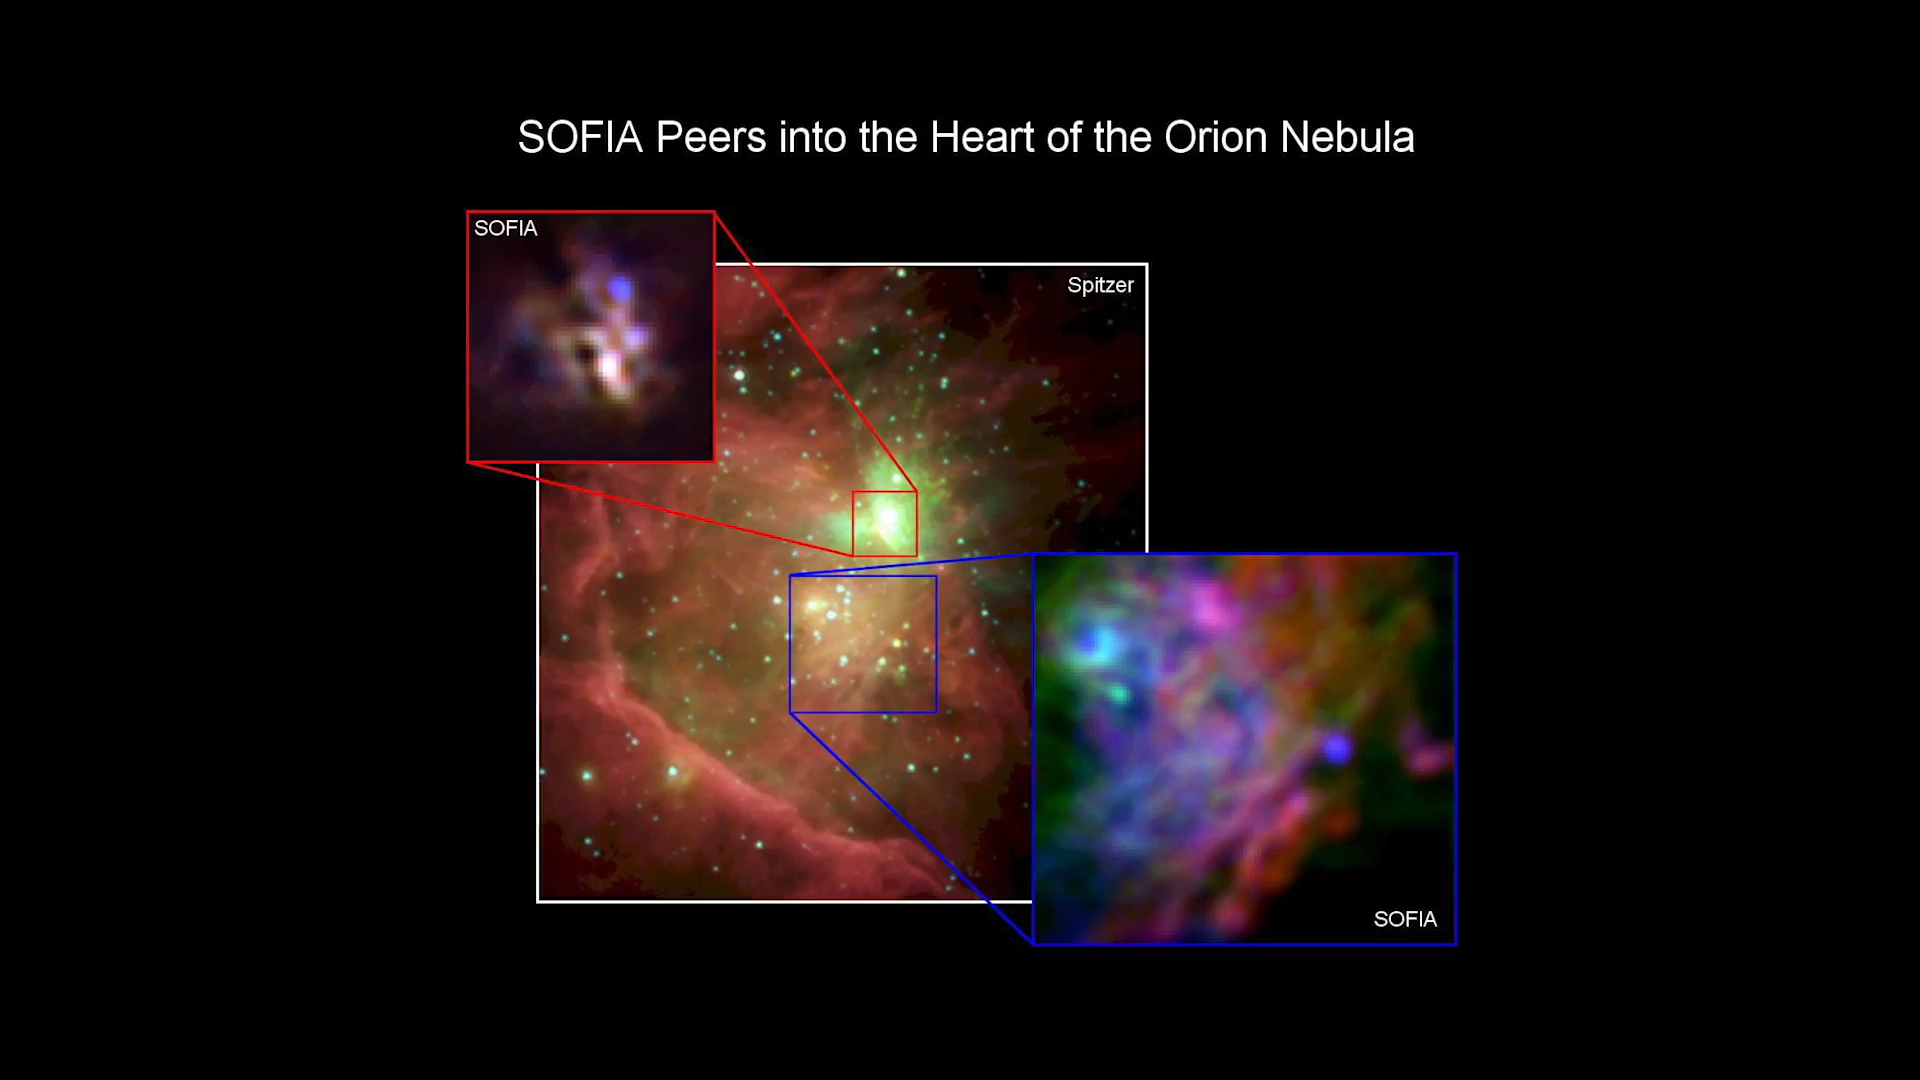 SOFIA Peers into the Heart of the Orion Nebula
SOFIA
Spitzer
SOFIA